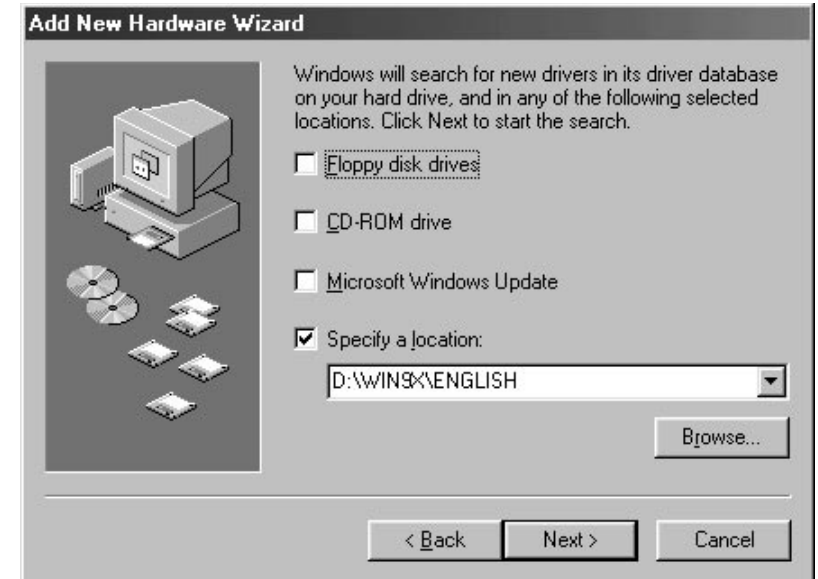 Add New Hardware Wizard
Windows will search for new drivers in its driver database
on your hard drive, and in any of the following selected
locations. Click Next to start the search.
Floppy disk drives
CD-ROM drive
Microsoft Windows Update
Specify a location:
D:\WIN9X\ENGLISH
Browse...
< Back
Next >
Cancel